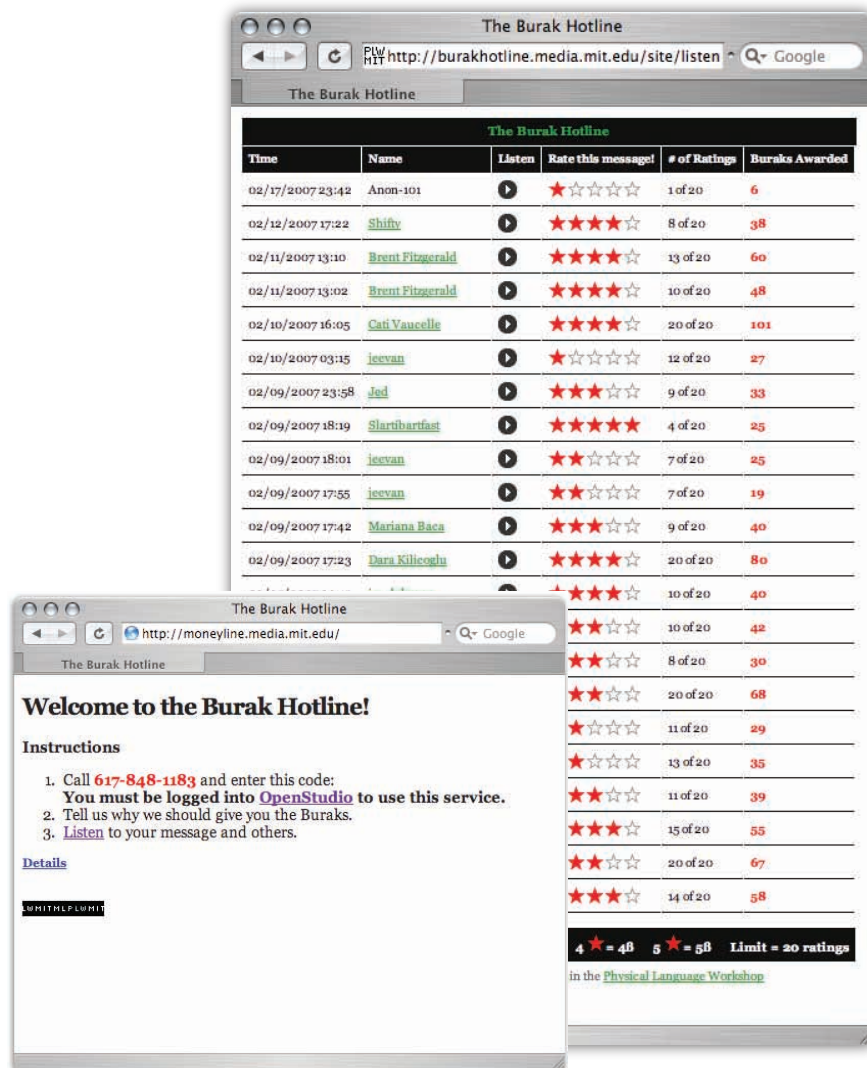 The Burak Hotline
PLW
MIT
http://burakhotline.media.mit.edu/site/listen
Google
The Burak Hotline
The Burak Hotline
Time Name Listen Rate this message! # of Ratings Buraks Awarded
02/17/2007 23:42 Anon-101 1 of 20 6
02/12/2007 17:22 Shifty 8 of 20 38
02/11/2007 13:10 Brent Fitzgerald 13 of 20 60
02/11/2007 13:02 Brent Fitzgerald 10 of 20 48
02/10/2007 16:05 Cati Vaucelle 20 of 20 101
02/10/2007 03:15 jeevan 12 of 20 27
02/09/2007 23:58 Jed 9 of 20 33
02/09/2007 18:19 Slartibartfast 4 of 20 25
02/09/2007 18:01 jeevan 7 of 20 25
02/09/2007 17:55 jeevan 7 of 20 19
02/09/2007 17:42 Mariana Baca 9 of 20 40
02/09/2007 17:23 Dara Kilicoglu 20 of 20 80
10 of 20 40
10 of 20 42
8 of 20 30
20 of 20 68
11 of 20 29
13 of 20 35
11 of 20 39
15 of 20 55
20 of 20 67
14 of 20 58
4 ★= 4ß 5 ★= 5ß Limit = 20 ratings
in the Physical Language Workshop
The Burak Hotline
http://moneyline.media.mit.edu/
Google
The Burak Hotline
Welcome to the Burak Hotline!
Instructions
1. Call 617-848-1183 and enter this code:
You must be logged into OpenStudio to use this service.
2. Tell us why we should give you the Buraks.
3. Listen to your message and others.
Details